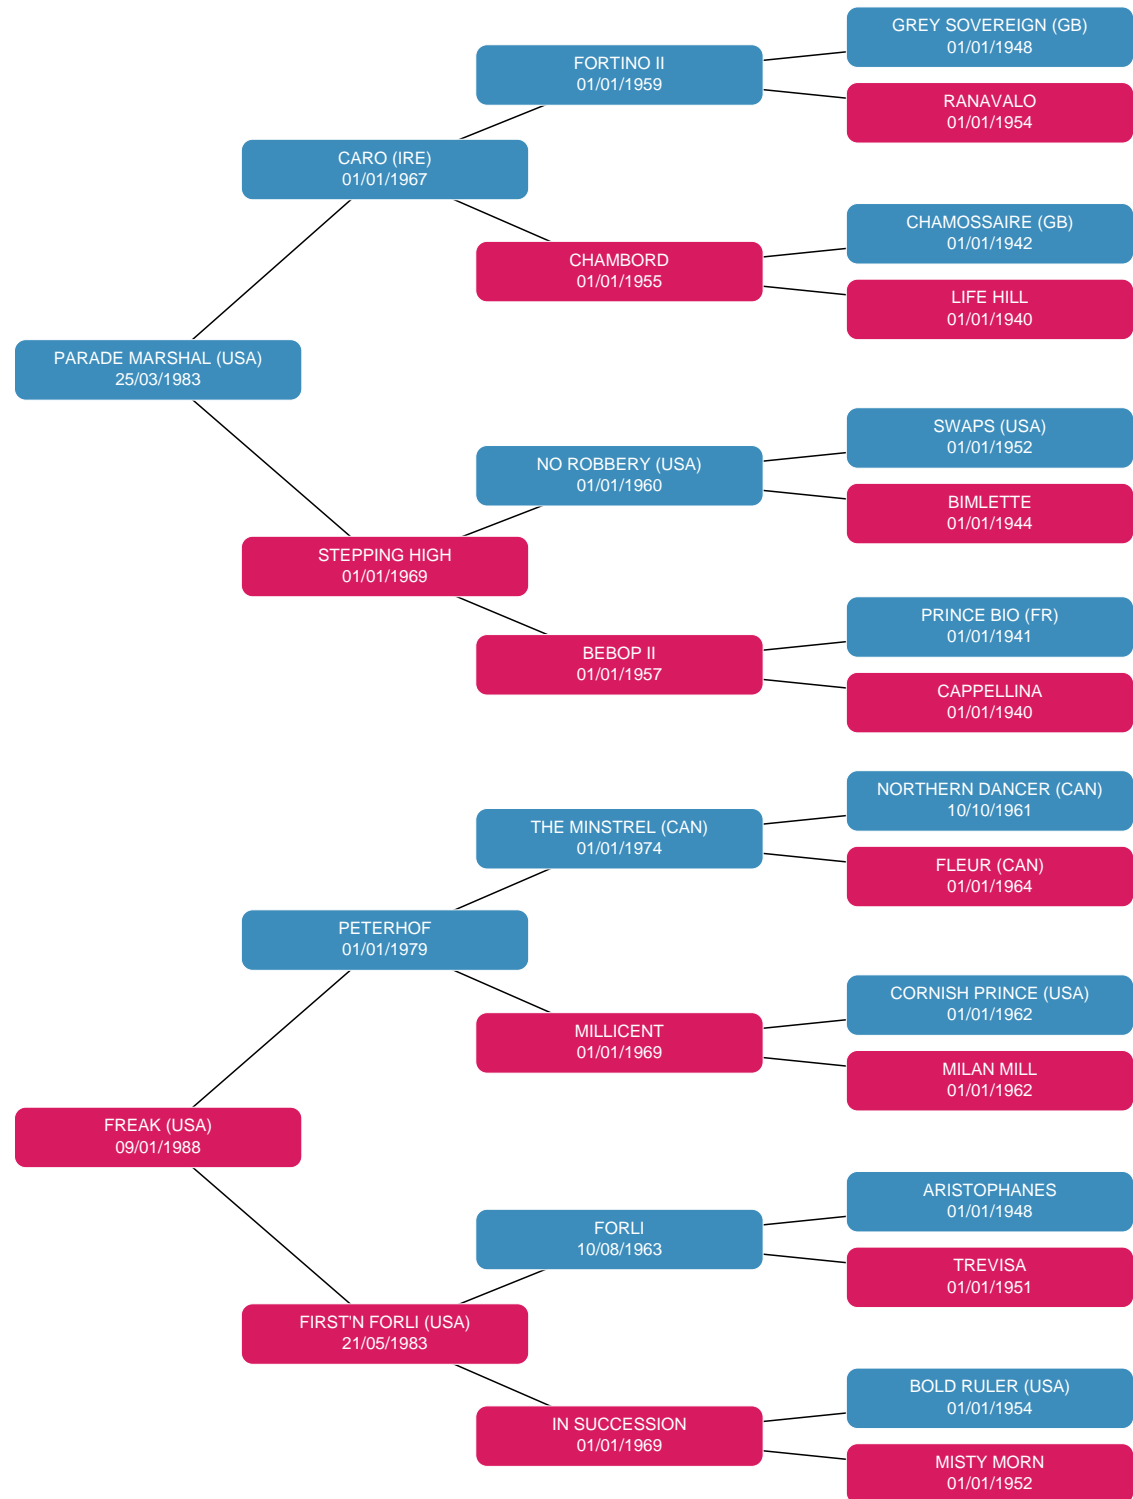 GREY SOVEREIGN (GB)
01/01/1948
FORTINO II
01/01/1959
RANAVALO
01/01/1954
CARO (IRE)
01/01/1967
CHAMOSSAIRE (GB)
01/01/1942
CHAMBORD
01/01/1955
LIFE HILL
01/01/1940
PARADE MARSHAL (USA)
25/03/1983
SWAPS (USA)
01/01/1952
NO ROBBERY (USA)
01/01/1960
BIMLETTE
01/01/1944
STEPPING HIGH
01/01/1969
PRINCE BIO (FR)
01/01/1941
BEBOP II
01/01/1957
CAPPELLINA
01/01/1940
NORTHERN DANCER (CAN)
10/10/1961
THE MINSTREL (CAN)
01/01/1974
FLEUR (CAN)
01/01/1964
PETERHOF
01/01/1979
CORNISH PRINCE (USA)
01/01/1962
MILLICENT
01/01/1969
MILAN MILL
01/01/1962
FREAK (USA)
09/01/1988
ARISTOPHANES
01/01/1948
FORLI
10/08/1963
TREVISA
01/01/1951
FIRST'N FORLI (USA)
21/05/1983
BOLD RULER (USA)
01/01/1954
IN SUCCESSION
01/01/1969
MISTY MORN
01/01/1952